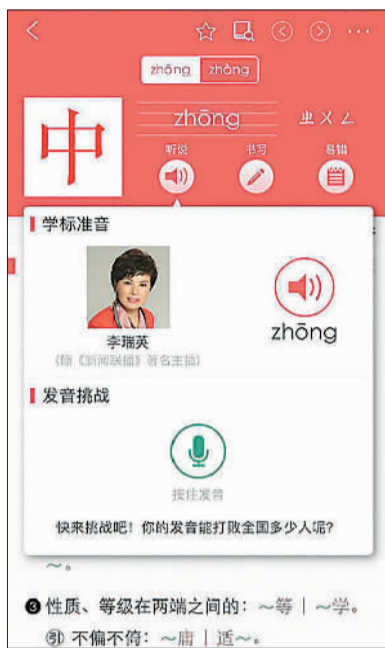 zhōng zhòng
中
zhōng ㄓㄨㄥ
听说 书写 易错
学标准音
李瑞英
(原《新闻联播》著名主播)
zhōng
发音挑战
按住发音
快来挑战吧！你的发音能打败全国多少人呢？
～。
❸ 性质、等级在两端之间的：～等｜～学。
㊂ 不偏不倚：～庸｜适～。